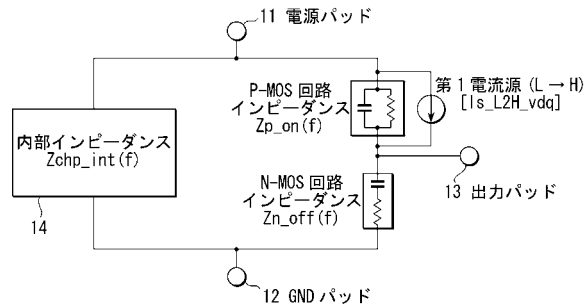 11 電源パッド
P-MOS 回路
インピーダンス
Zp_on(f)
第1電流源 (L → H)
[Is_L2H_vdq]
内部インピーダンス
Zchp_int(f)
14
N-MOS 回路
インピーダンス
Zn_off(f)
13 出力パッド
12 GND パッド